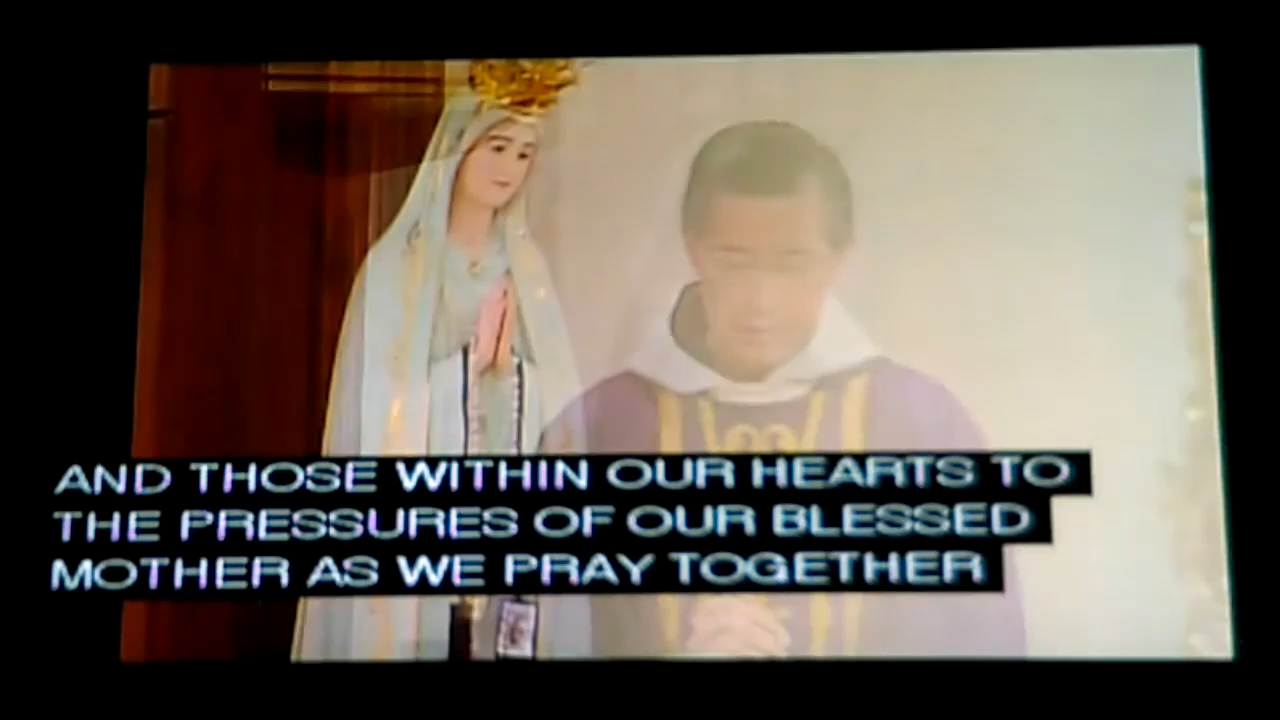 AND THOSE WITHIN OUR HEARTS TO
THE PRESSURES OF OUR BLESSED
MOTHER AS WE PRAY TOGETHER